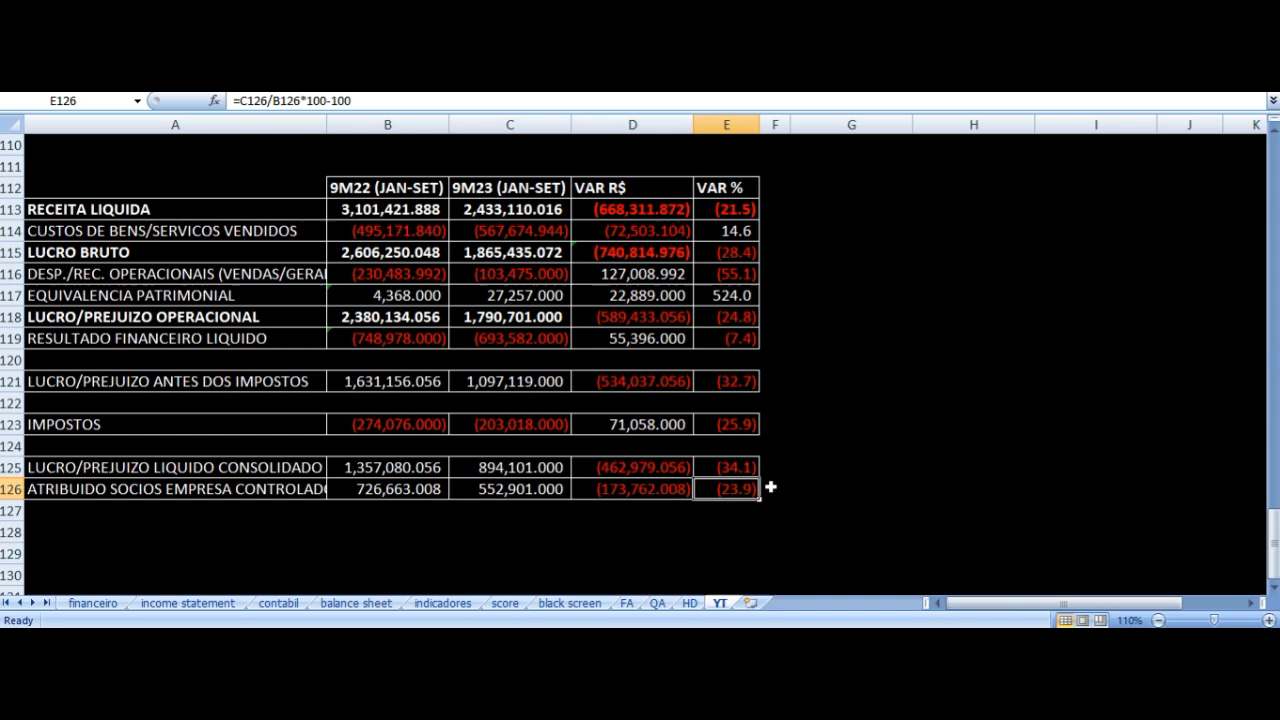 E126 fx =C126/B126*100-100
A B C D E F G H I J K
110
111
112 9M22 (JAN-SET) 9M23 (JAN-SET) VAR R$ VAR %
113 RECEITA LIQUIDA 3,101,421.888 2,433,110.016 (668,311.872) (21.5)
114 CUSTOS DE BENS/SERVICOS VENDIDOS (495,171.840) (567,674.944) (72,503.104) 14.6
115 LUCRO BRUTO 2,606,250.048 1,865,435.072 (740,814.976) (28.4)
116 DESP./REC. OPERACIONAIS (VENDAS/GERAI (230,483.992) (103,475.000) 127,008.992 (55.1)
117 EQUIVALENCIA PATRIMONIAL 4,368.000 27,257.000 22,889.000 524.0
118 LUCRO/PREJUIZO OPERACIONAL 2,380,134.056 1,790,701.000 (589,433.056) (24.8)
119 RESULTADO FINANCEIRO LIQUIDO (748,978.000) (693,582.000) 55,396.000 (7.4)
120
121 LUCRO/PREJUIZO ANTES DOS IMPOSTOS 1,631,156.056 1,097,119.000 (534,037.056) (32.7)
122
123 IMPOSTOS (274,076.000) (203,018.000) 71,058.000 (25.9)
124
125 LUCRO/PREJUIZO LIQUIDO CONSOLIDADO 1,357,080.056 894,101.000 (462,979.056) (34.1)
126 ATRIBUIDO SOCIOS EMPRESA CONTROLADO 726,663.008 552,901.000 (173,762.008) (23.9)
127
128
129
130
financeiro income statement contabil balance sheet indicadores score black screen FA QA HD YT
Ready 110%